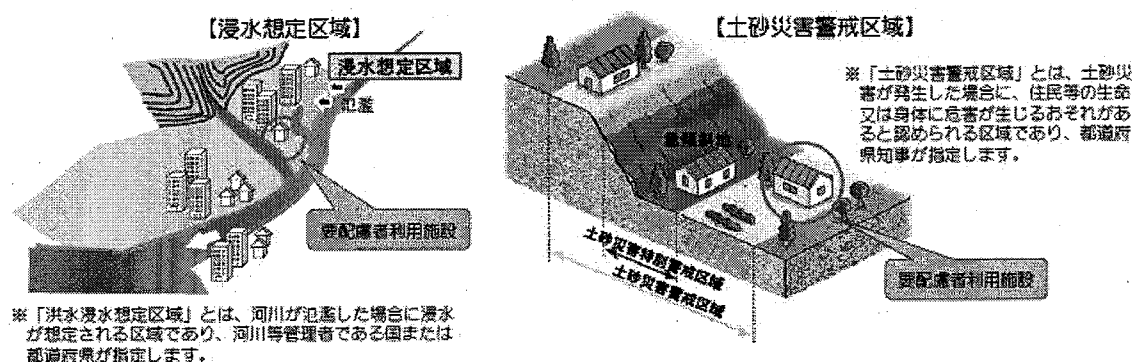 【浸水想定区域】
浸水想定区域
氾濫
要配慮者利用施設
※「洪水浸水想定区域」とは、河川が氾濫した場合に浸水
が想定される区域であり、河川等管理者である国または
都道府県が指定します。
【土砂災害警戒区域】
※「土砂災害警戒区域」とは、土砂災
害が発生した場合に、住民等の生命
又は身体に危害が生じるおそれがあ
ると認められる区域であり、都道府
県知事が指定します。
急傾斜地
土砂災害特別警戒区域
土砂災害警戒区域
要配慮者利用施設